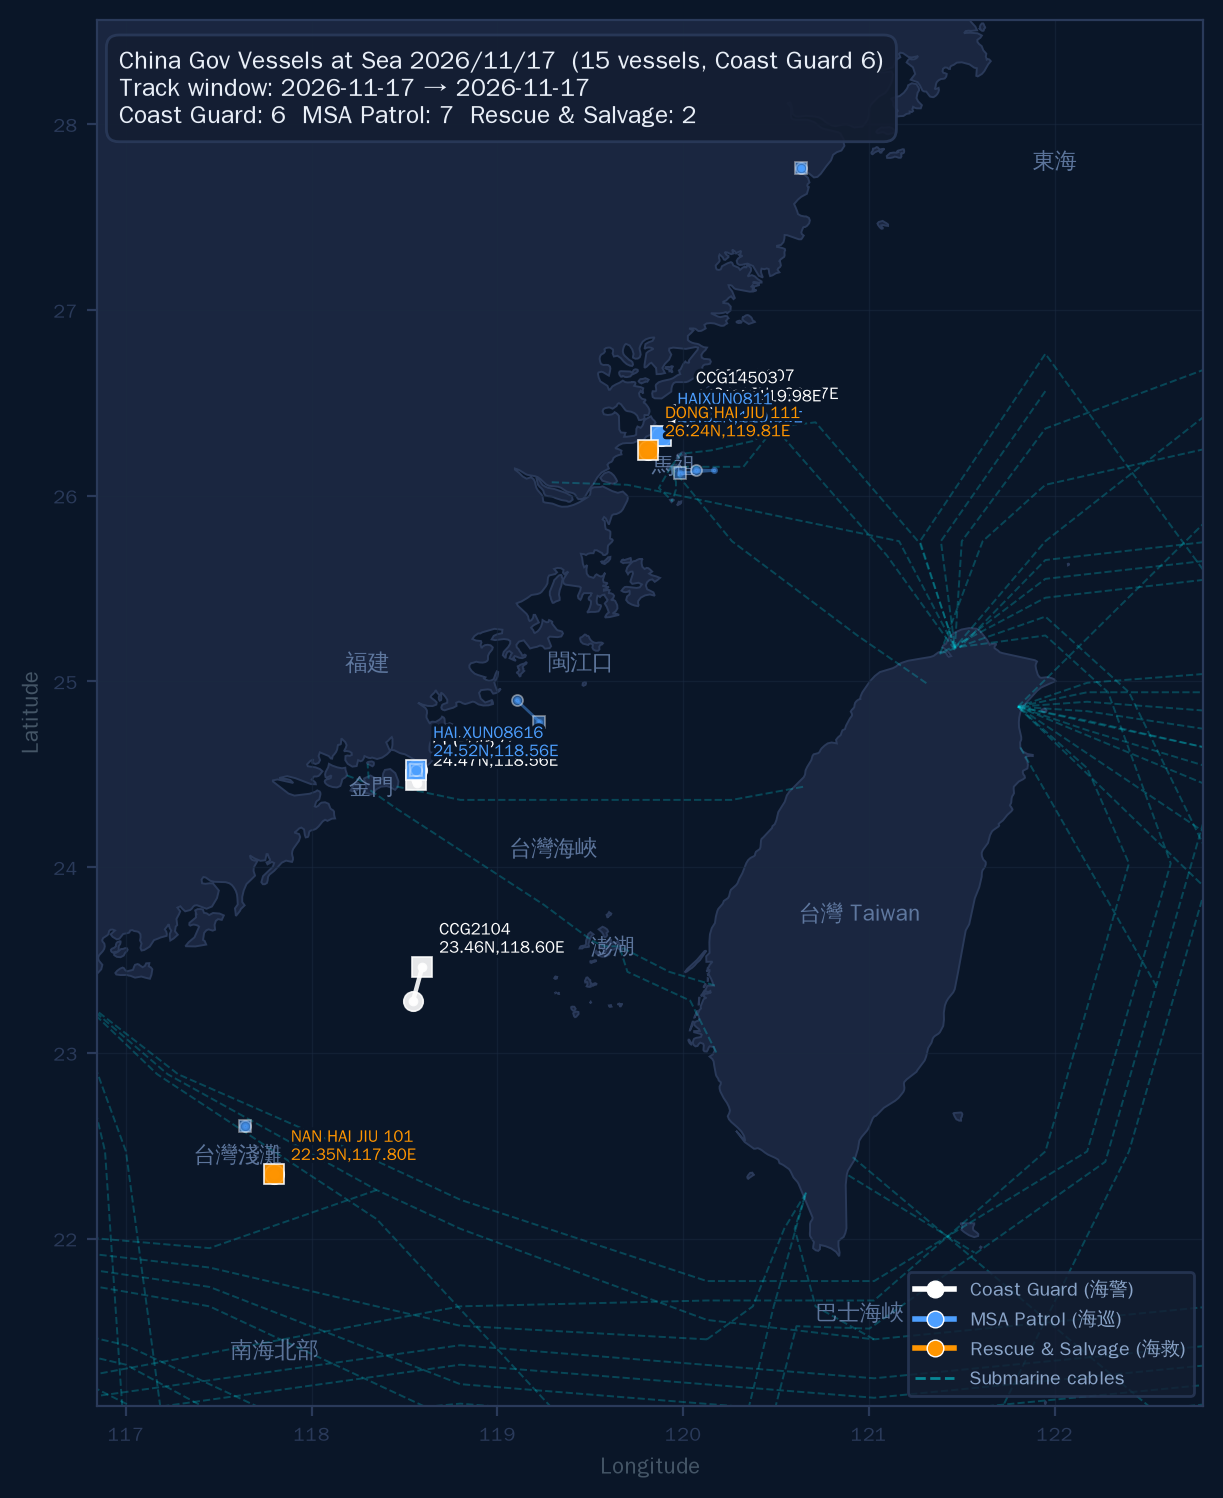 China Gov Vessels at Sea 2026/11/17 (15 vessels, Coast Guard 6)
Track window: 2026-11-17 → 2026-11-17
Coast Guard: 6 MSA Patrol: 7 Rescue & Salvage: 2
28
東海
27
CCG14503
HAIXUN0811
DONG HAI JIU 111
26.24N,119.81E
馬祖
26
福建
閩江口
25
Latitude
HAI XUN08616
24.52N,118.56E
24.47N,118.56E
金門
台灣海峽
24
台灣 Taiwan
CCG2104
23.46N,118.60E
澎湖
23
NAN HAI JIU 101
22.35N,117.80E
台灣淺灘
22
巴士海峽
南海北部
Coast Guard (海警)
MSA Patrol (海巡)
Rescue & Salvage (海救)
Submarine cables
117
118
119
120
121
122
Longitude